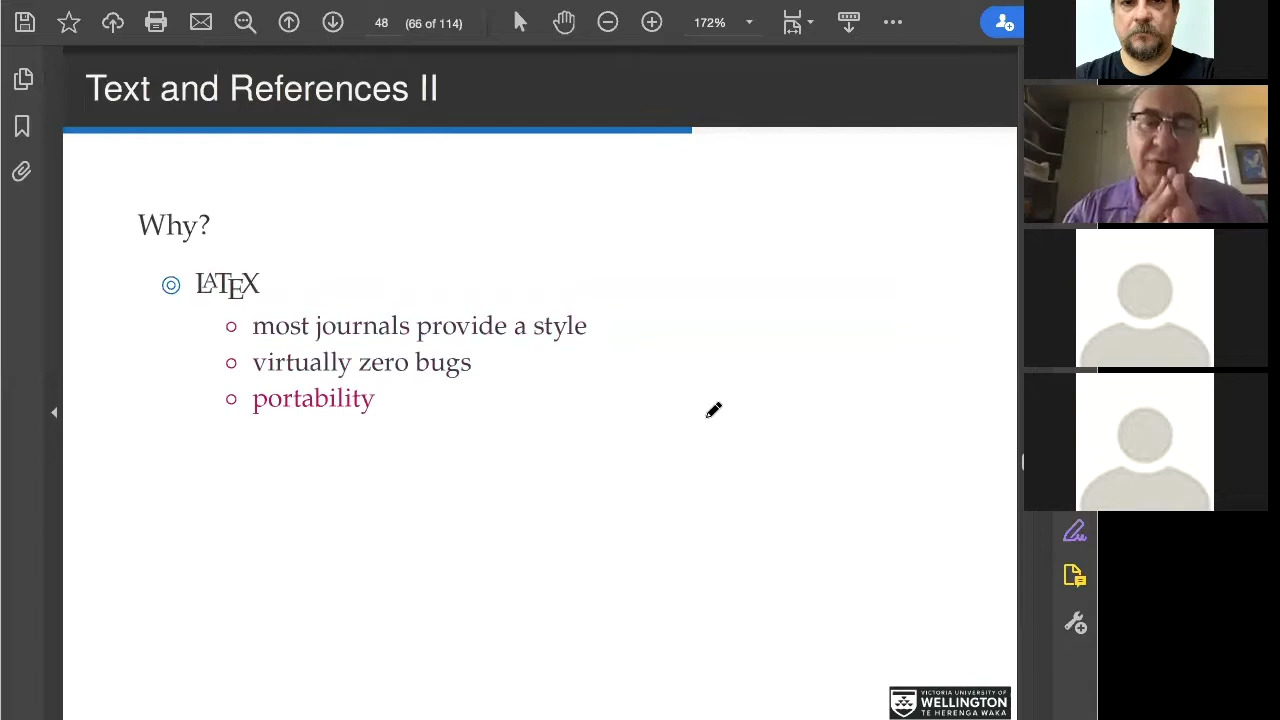 48 (66 of 114) 172%
Text and References II
Why?
LATEX
most journals provide a style
virtually zero bugs
portability
VICTORIA UNIVERSITY OF
WELLINGTON
TE HERENGA WAKA